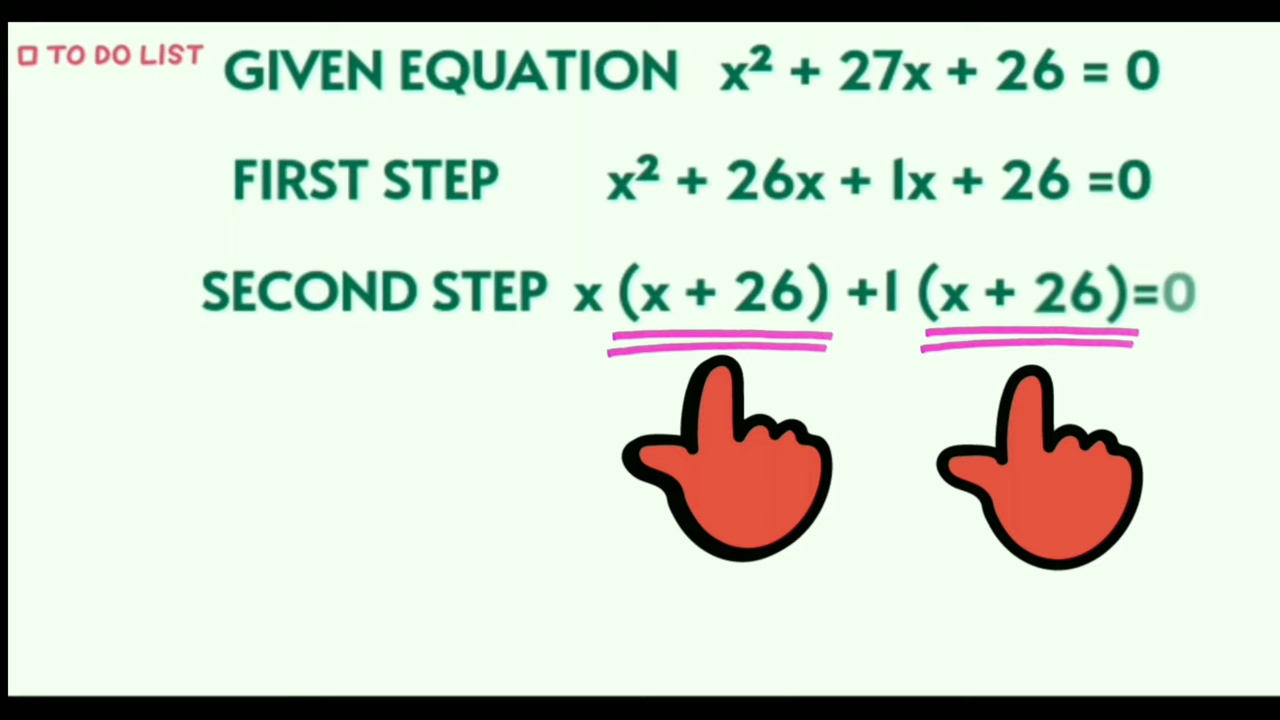 TO DO LIST
GIVEN EQUATION x² + 27x + 26 = 0
FIRST STEP x² + 26x + 1x + 26 =0
SECOND STEP x (x + 26) +1 (x + 26)=0